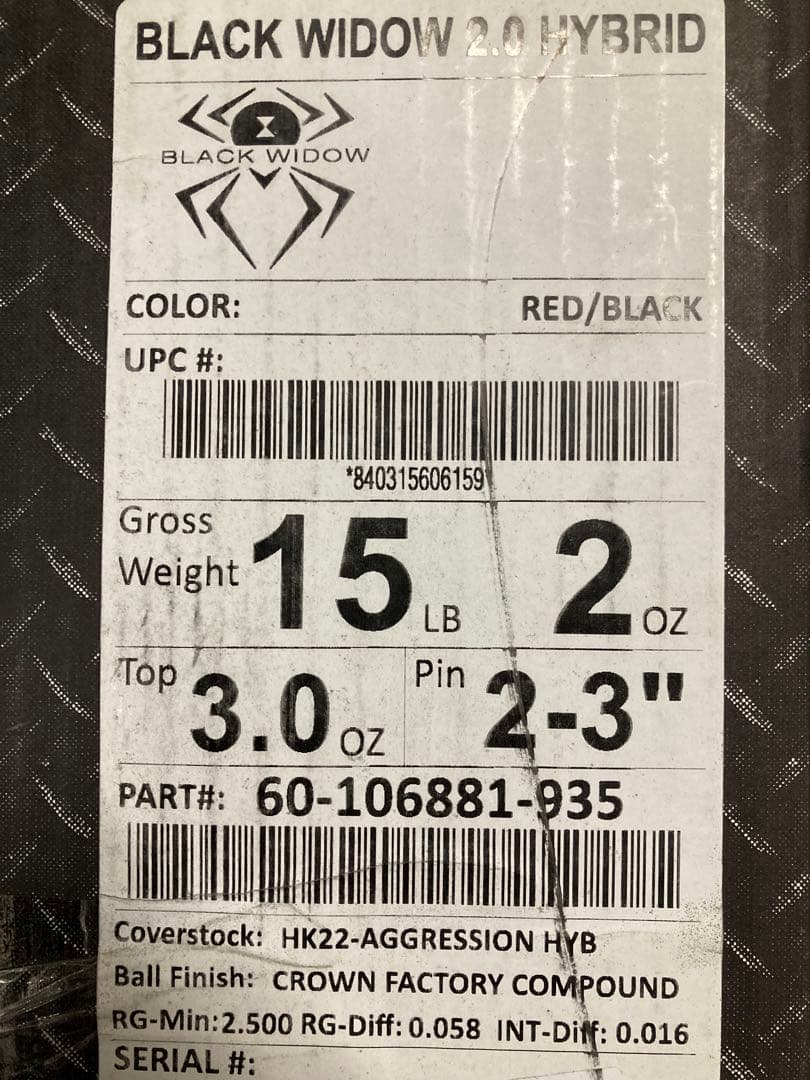 BLACK WIDOW 2.0 HYBRID
BLACK WIDOW
COLOR: RED/BLACK
UPC #:
*840315606159
Gross Weight 15 LB 2 OZ
Top 3.0 OZ Pin 2-3"
PART#: 60-106881-935
Coverstock: HK22-AGGRESSION HYB
Ball Finish: CROWN FACTORY COMPOUND
RG-Min:2.500 RG-Diff: 0.058 INT-Diff: 0.016
SERIAL #: